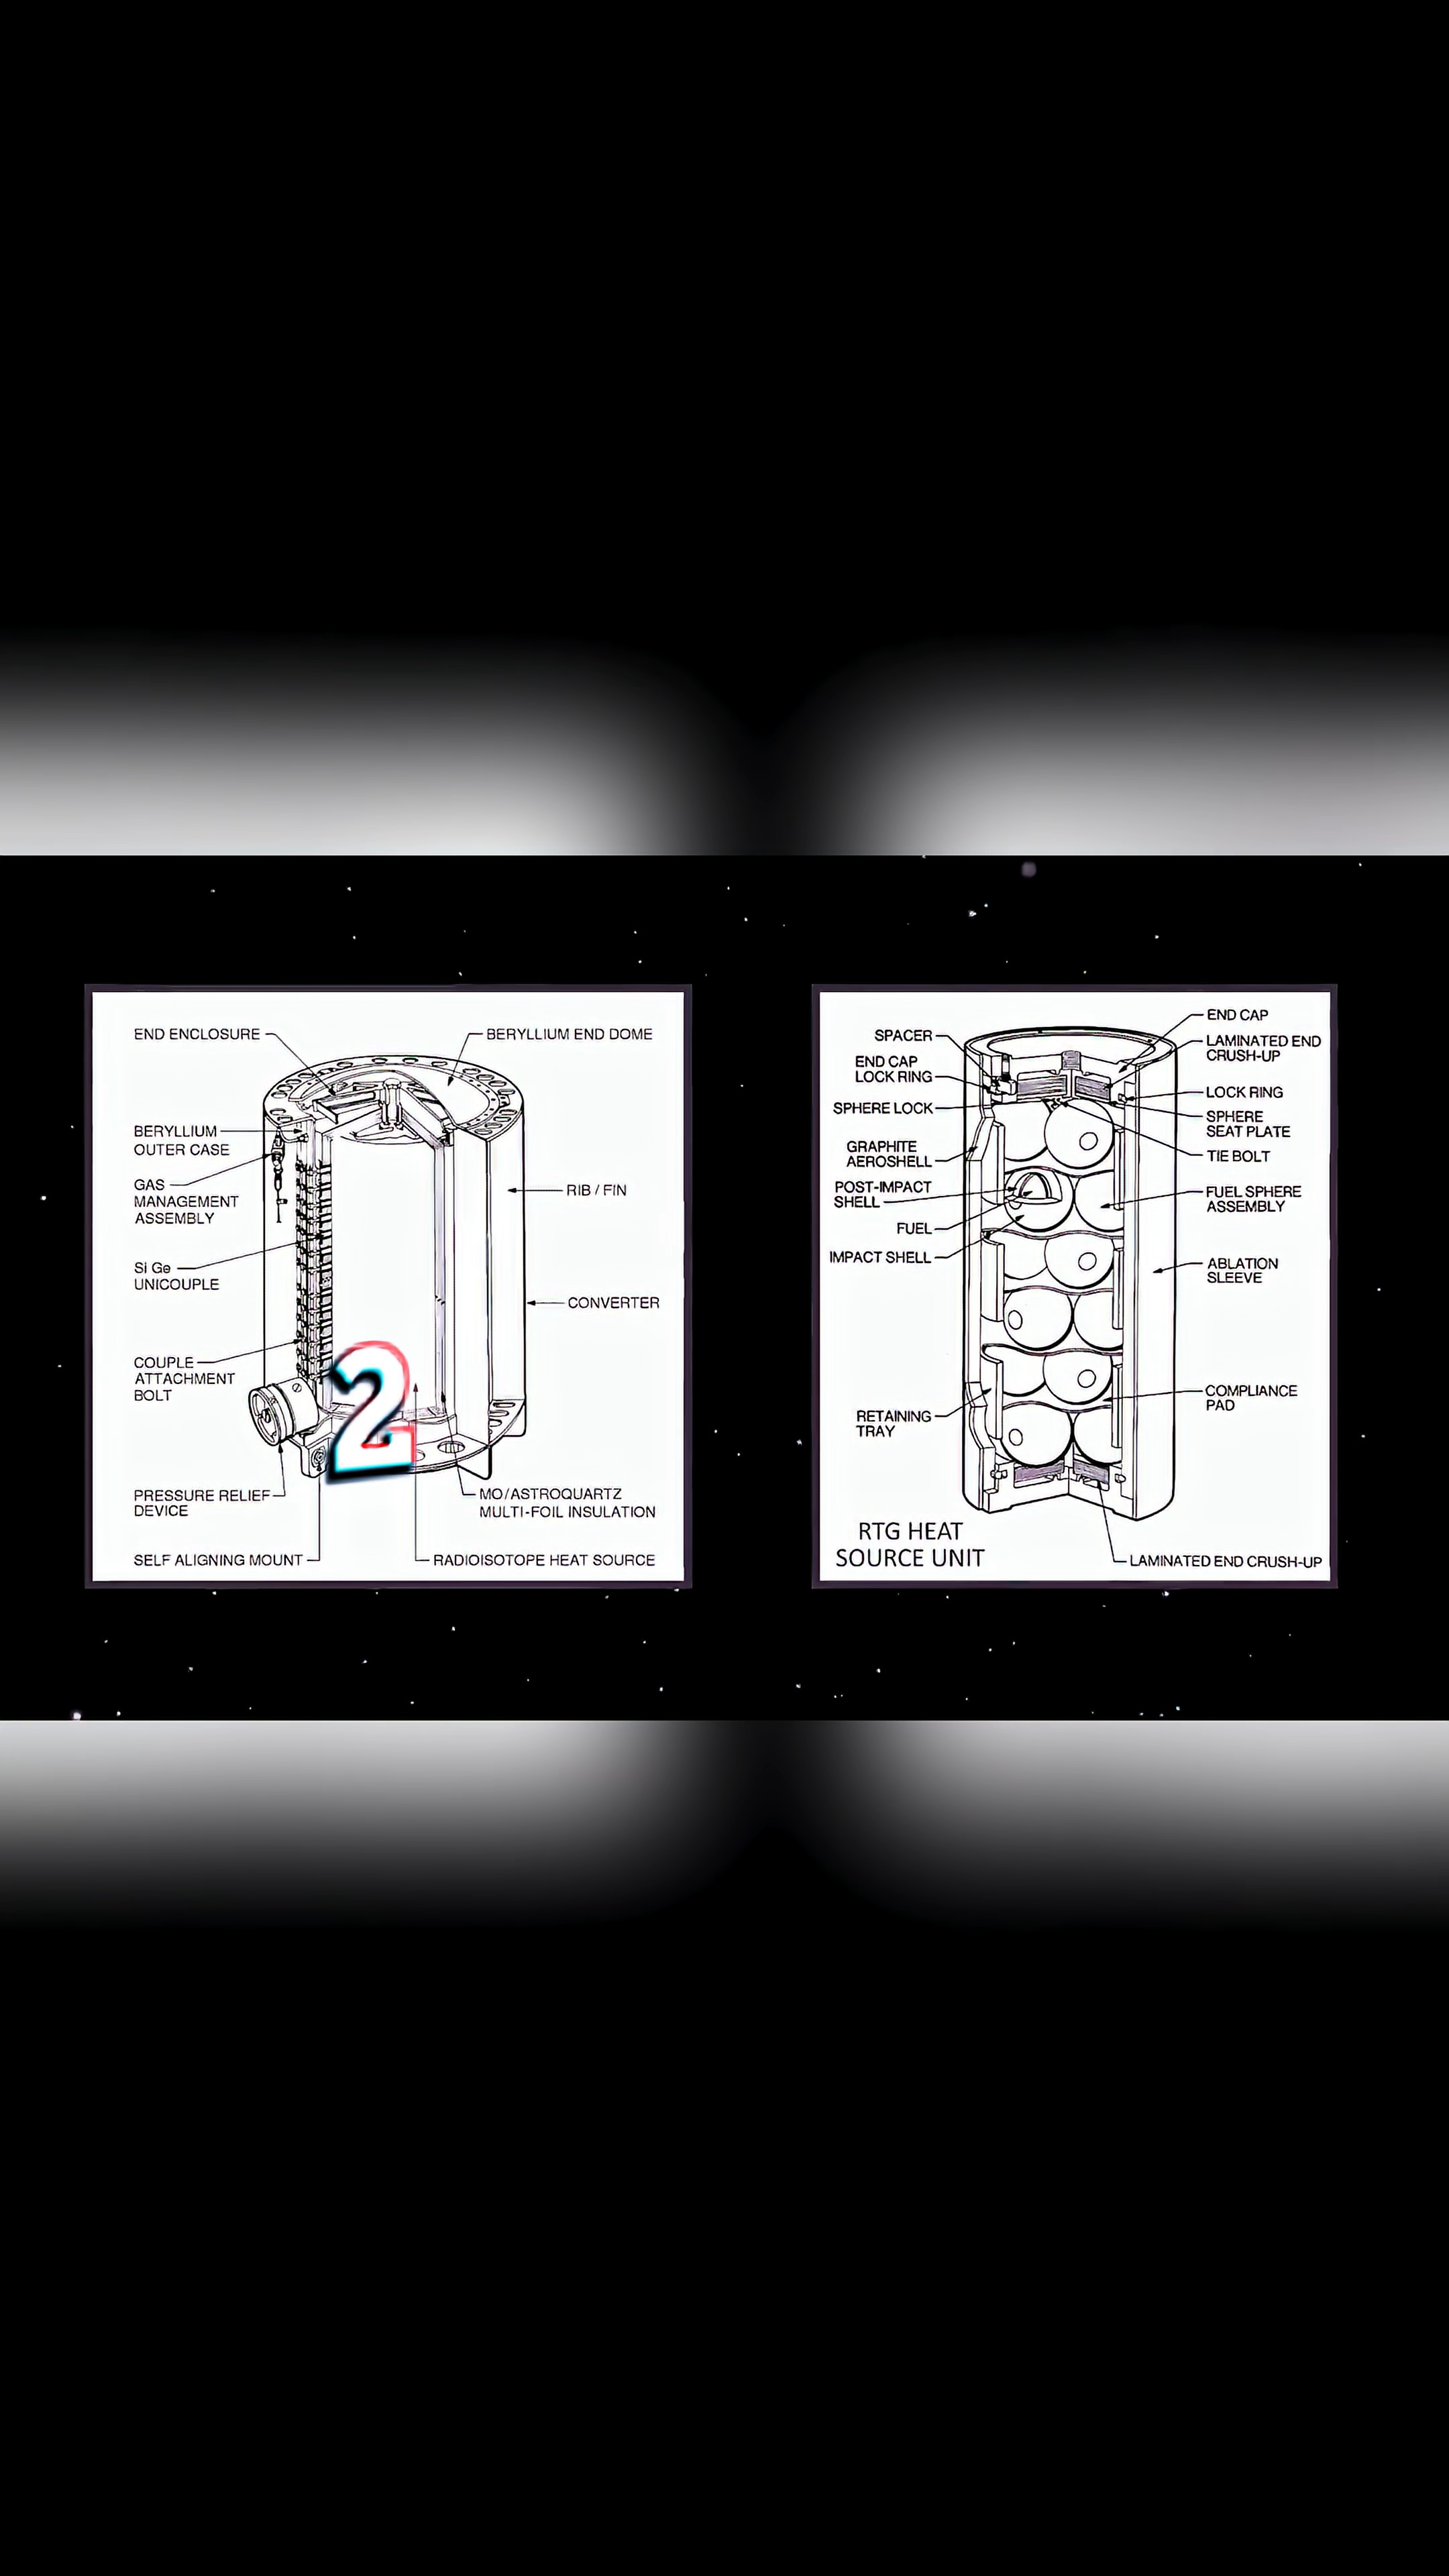 END ENCLOSURE
BERYLLIUM END DOME
BERYLLIUM
OUTER CASE
GAS
MANAGEMENT
ASSEMBLY
RIB / FIN
Si Ge
UNICOUPLE
CONVERTER
COUPLE
ATTACHMENT
BOLT
2
PRESSURE RELIEF
DEVICE
MO/ASTROQUARTZ
MULTI-FOIL INSULATION
SELF ALIGNING MOUNT
RADIOISOTOPE HEAT SOURCE
SPACER
END CAP
LOCK RING
SPHERE LOCK
GRAPHITE
AEROSHELL
POST-IMPACT
SHELL
FUEL
IMPACT SHELL
RETAINING
TRAY
END CAP
LAMINATED END
CRUSH-UP
LOCK RING
SPHERE
SEAT PLATE
TIE BOLT
FUEL SPHERE
ASSEMBLY
ABLATION
SLEEVE
COMPLIANCE
PAD
LAMINATED END CRUSH-UP
RTG HEAT
SOURCE UNIT